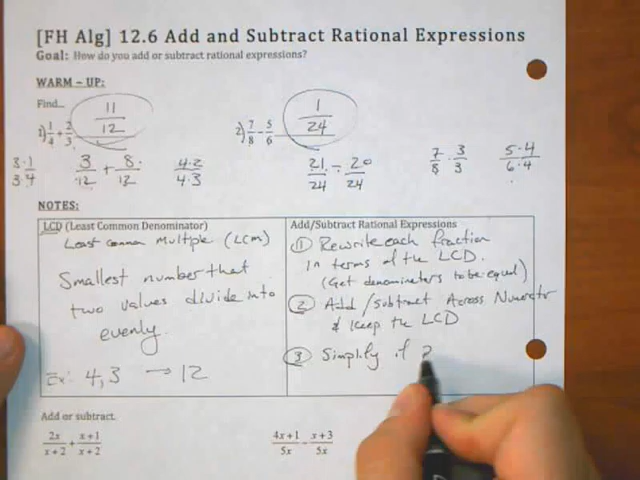 [FH Alg] 12.6 Add and Subtract Rational Expressions
Goal: How do you add or subtract rational expressions?
WARM – UP:
Find...
1) 1/4 + 2/3
11/12
2) 7/8 − 5/6
1/24
3·1/3·4
3/12 + 8/12
4·2/4·3
21/24 − 20/24
7/8 · 3/3
5·4/6·4
NOTES:
LCD (Least Common Denominator)
Least Common Multiple (LCM)
Smallest number that
two values divide into
evenly.
Ex: 4,3 → 12
Add/Subtract Rational Expressions
① Rewrite each fraction
in terms of the LCD.
(Get denominators to be equal)
② Add/Subtract Across Numerator
& keep the LCD
③ Simplify if
Add or subtract.
2x/x+2 + x+1/x+2
4x+1/5x − x+3/5x